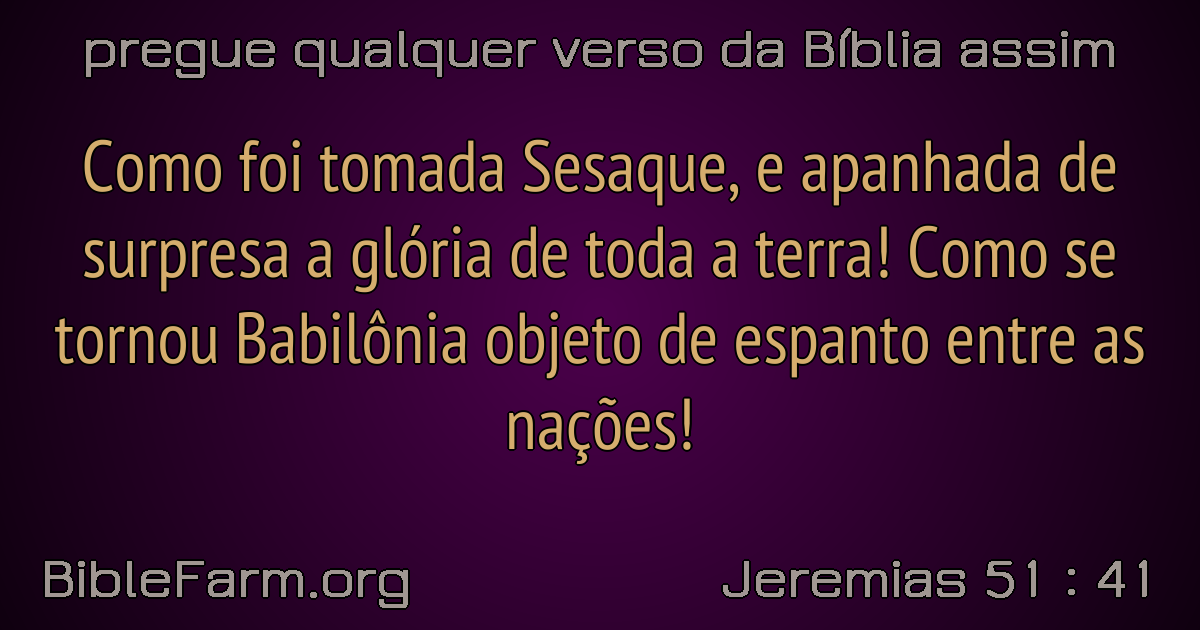 pregue qualquer verso da Bíblia assim
Como foi tomada Sesaque, e apanhada de
surpresa a glória de toda a terra! Como se
tornou Babilônia objeto de espanto entre as
nações!
BibleFarm.org
Jeremias 51 : 41